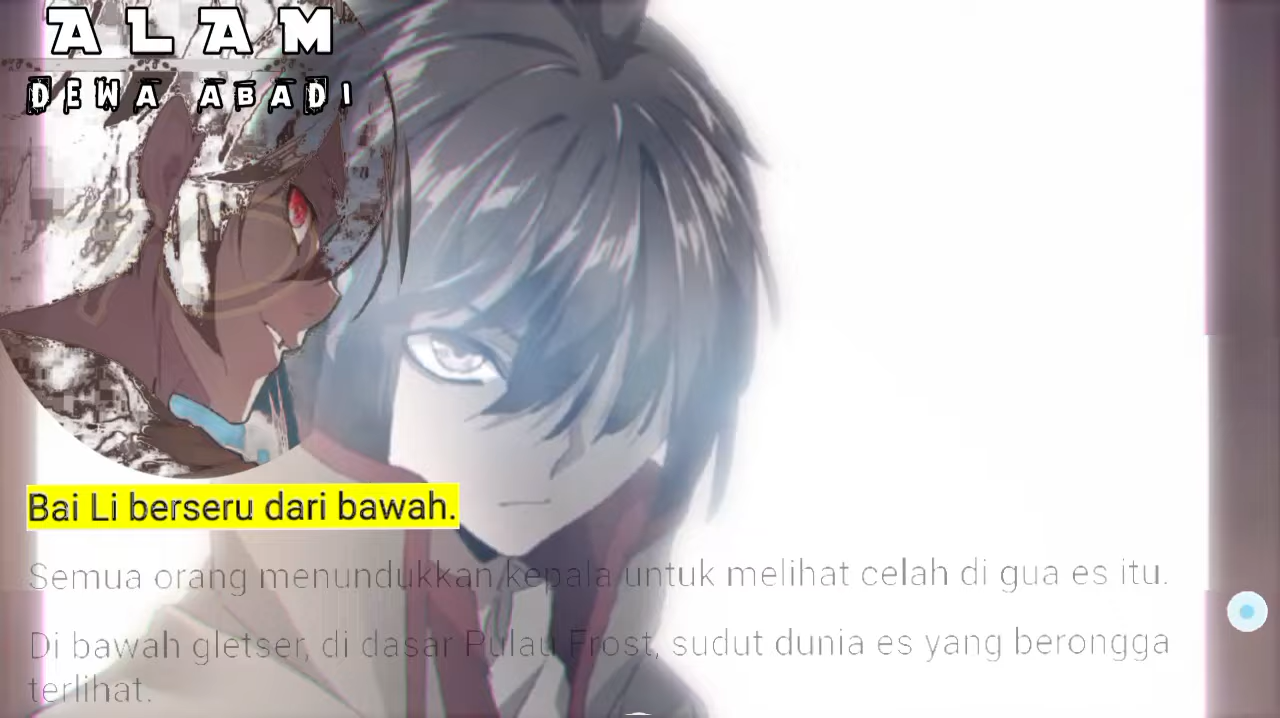 ALAM
DEWA ABADI
Bai Li berseru dari bawah.
Semua orang menundukkan kepala untuk melihat celah di gua es itu.
Di bawah gletser, di dasar Pulau Frost, sudut dunia es yang berongga
terlihat.